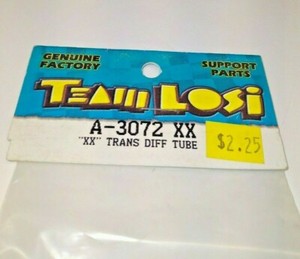 GENUINE FACTORY
SUPPORT PARTS
TEAM LOSI
A-3072 XX
"XX" TRANS DIFF TUBE
$2.25